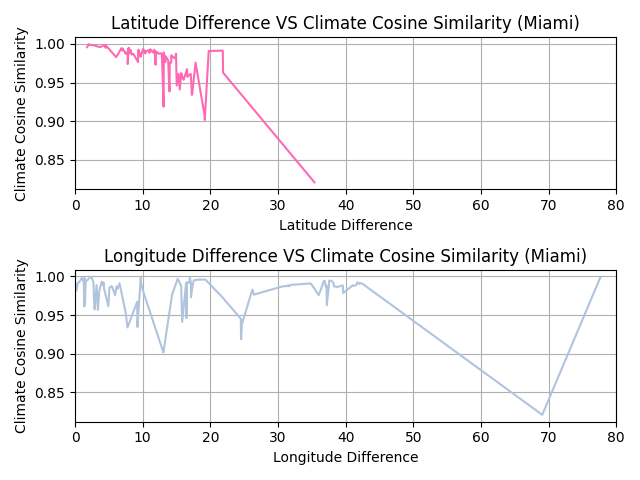 Latitude Difference VS Climate Cosine Similarity (Miami)
Climate Cosine Similarity
1.00
0.95
0.90
0.85
0 10 20 30 40 50 60 70 80
Latitude Difference
Longitude Difference VS Climate Cosine Similarity (Miami)
Climate Cosine Similarity
1.00
0.95
0.90
0.85
0 10 20 30 40 50 60 70 80
Longitude Difference